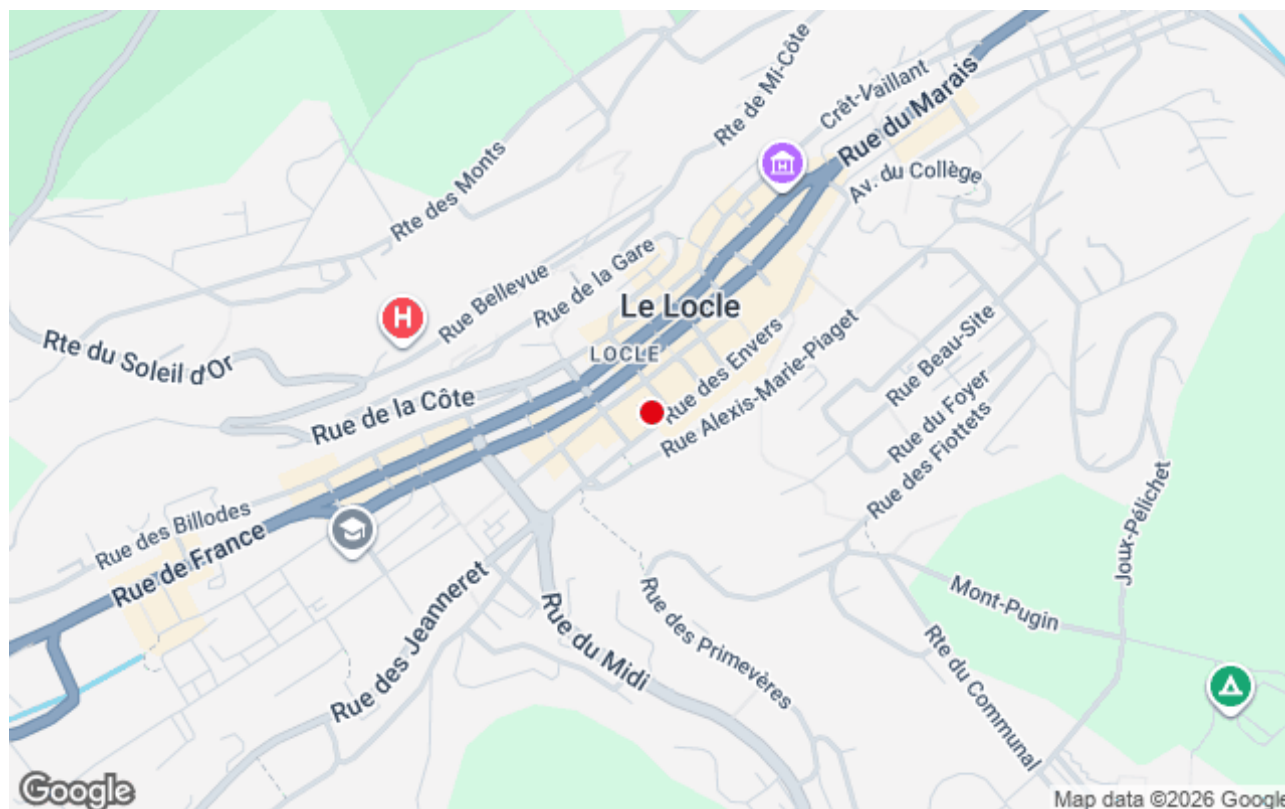 Rue du Marais
Crêt-Vaillant
Rte de Mi-Côte
Av. du Collège
Rte des Monts
Rue de la Gare
Rue Bellevue
Le Locle
H
Rte du Soleil d'Or
LOCLE
Rue des Envers
Rue Alexis-Marie-Piaget
Rue Beau-Site
Rue de la Côte
Rue du Foyer
Rue des Fiottets
Joux-Pélichet
Rue des Billodes
Rue de France
Rue des Jeanneret
Rue du Midi
Rue des Primevères
Mont-Pugin
Rte du Communal
Google
Map data ©2026 Google